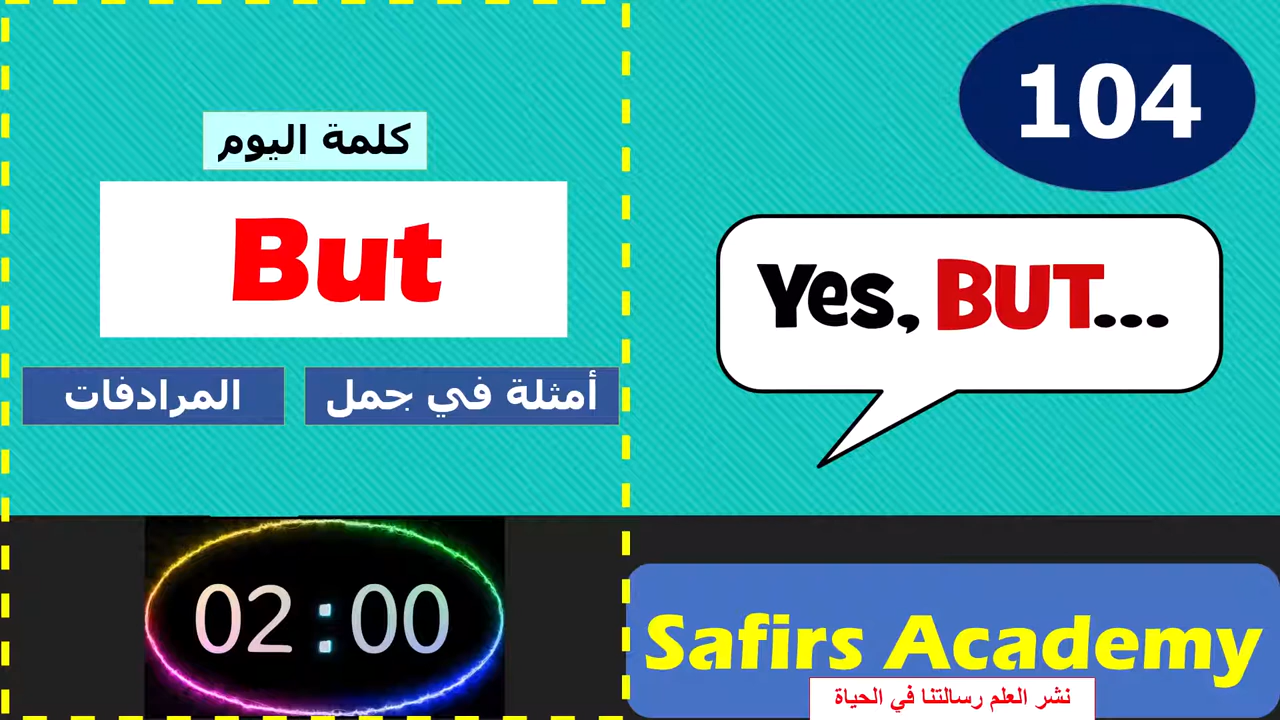 104
كلمة اليوم
But
Yes, BUT...
أمثلة في جمل
المرادفات
02:00
Safirs Academy
نشر العلم رسالتنا في الحياة